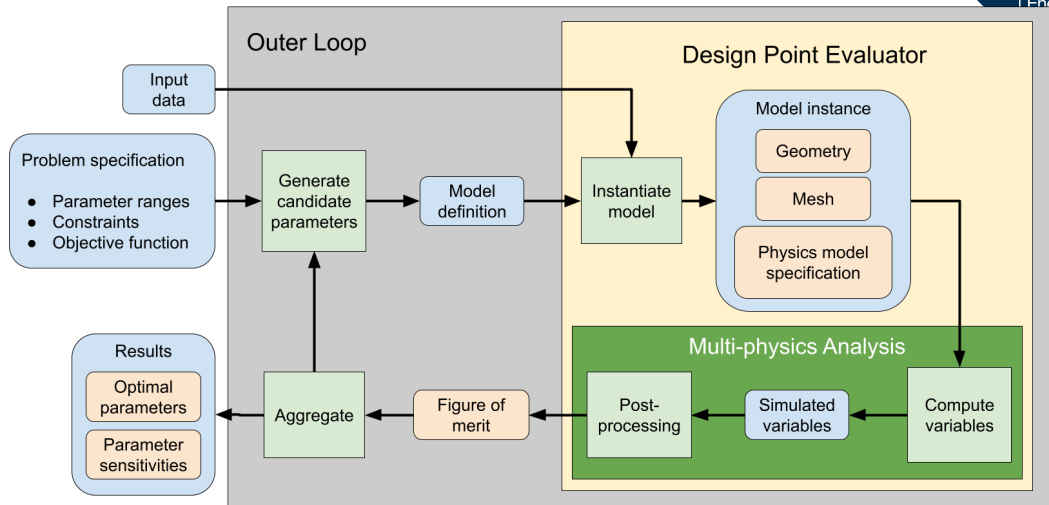 Outer Loop
Design Point Evaluator
Input
data
Model instance
Geometry
Mesh
Physics model
specification
Problem specification
● Parameter ranges
● Constraints
● Objective function
Generate
candidate
parameters
Model
definition
Instantiate
model
Multi-physics Analysis
Results
Optimal
parameters
Parameter
sensitivities
Aggregate
Figure of
merit
Post-
processing
Simulated
variables
Compute
variables